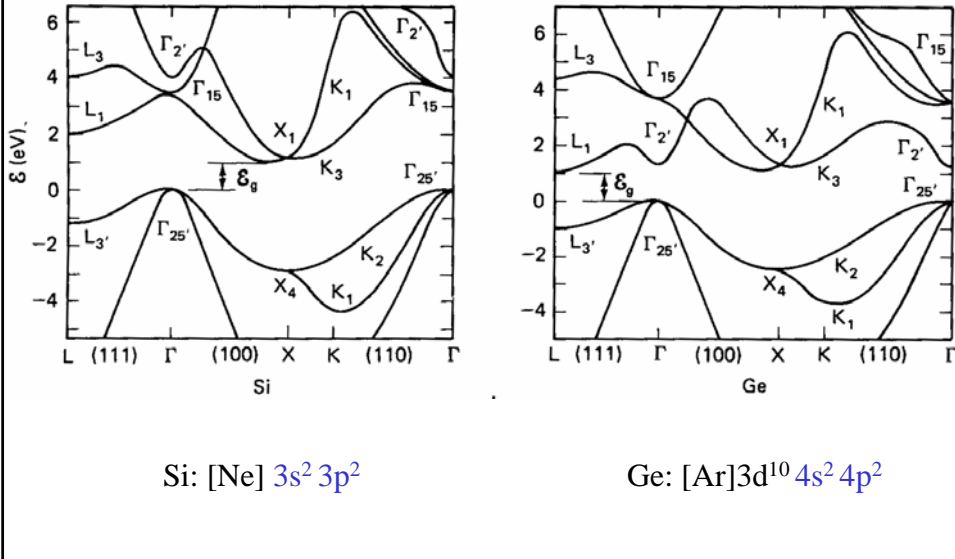 6
4
2
0
−2
−4
ε (eV)
L₃
L₁
L₃'
Γ₂'
Γ₁₅
Γ₂₅'
X₁
X₄
εg
K₁
K₃
K₂
K₁
Γ₂'
Γ₁₅
Γ₂₅'
L (111) Γ (100) X K (110) Γ
Si
6
4
2
0
−2
−4
L₃
L₁
L₃'
Γ₁₅
Γ₂'
Γ₂₅'
X₁
X₄
εg
K₁
K₃
K₂
K₁
Γ₁₅
Γ₂'
Γ₂₅'
L (111) Γ (100) X K (110) Γ
Ge
Si: [Ne] 3s² 3p²
Ge: [Ar]3d¹⁰ 4s² 4p²